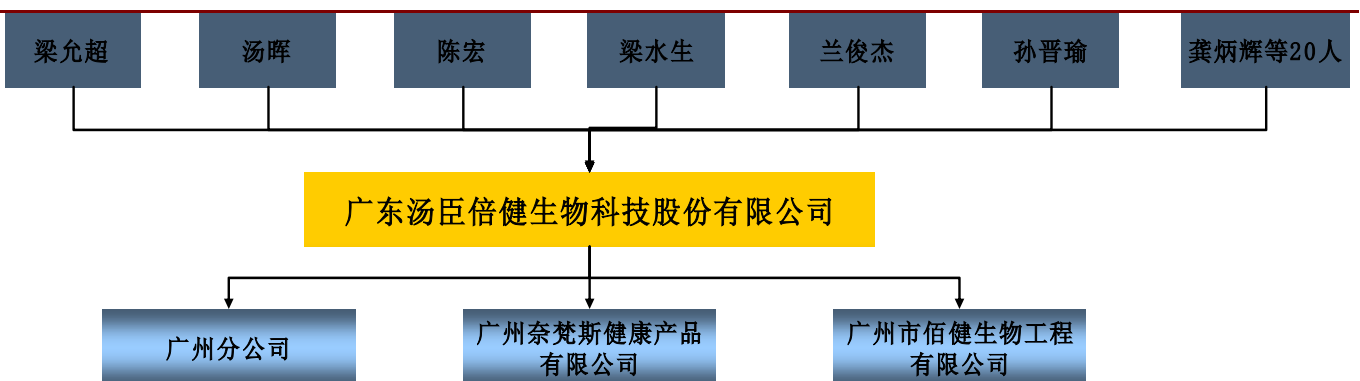 梁允超
汤晖
陈宏
梁水生
兰俊杰
孙晋瑜
龚炳辉等20人
广东汤臣倍健生物科技股份有限公司
广州分公司
广州奈梵斯健康产品
有限公司
广州市佰健生物工程
有限公司